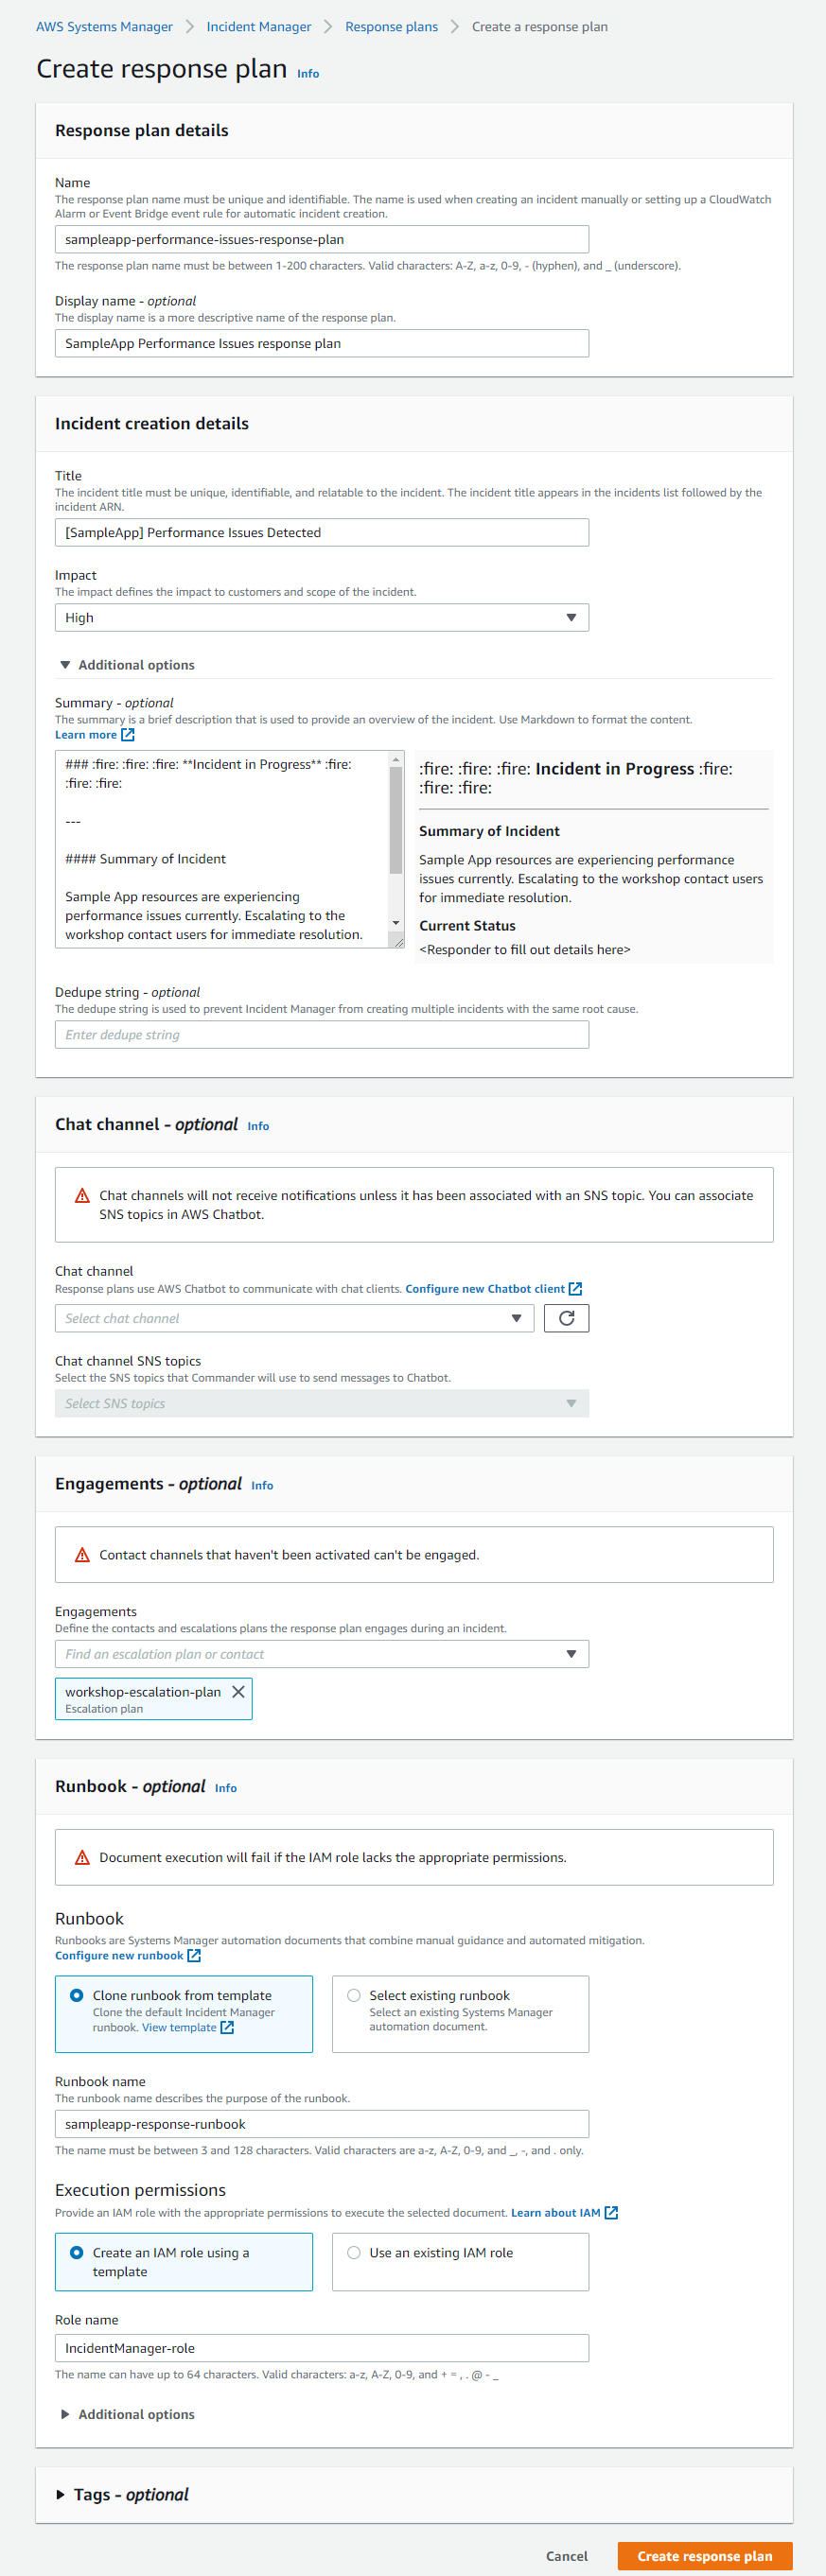 AWS Systems Manager > Incident Manager > Response plans > Create a response plan
Create response plan Info
Response plan details
Name
The response plan name must be unique and identifiable. The name is used when creating an incident manually or setting up a CloudWatch
Alarm or Event Bridge event rule for automatic incident creation.
sampleapp-performance-issues-response-plan
The response plan name must be between 1-200 characters. Valid characters: A-Z, a-z, 0-9, - (hyphen), and _ (underscore).
Display name - optional
The display name is a more descriptive name of the response plan.
SampleApp Performance Issues response plan
Incident creation details
Title
The incident title must be unique, identifiable, and relatable to the incident. The incident title appears in the incidents list followed by the
incident ARN.
[SampleApp] Performance Issues Detected
Impact
The impact defines the impact to customers and scope of the incident.
High
Additional options
Summary - optional
The summary is a brief description that is used to provide an overview of the incident. Use Markdown to format the content.
Learn more
### :fire: :fire: :fire: **Incident in Progress** :fire:
:fire: :fire:
---
#### Summary of Incident
Sample App resources are experiencing
performance issues currently. Escalating to the
workshop contact users for immediate resolution.
:fire: :fire: :fire: Incident in Progress :fire:
:fire: :fire:
Summary of Incident
Sample App resources are experiencing performance
issues currently. Escalating to the workshop contact users
for immediate resolution.
Current Status
<Responder to fill out details here>
Dedupe string - optional
The dedupe string is used to prevent Incident Manager from creating multiple incidents with the same root cause.
Enter dedupe string
Chat channel - optional Info
Chat channels will not receive notifications unless it has been associated with an SNS topic. You can associate
SNS topics in AWS Chatbot.
Chat channel
Response plans use AWS Chatbot to communicate with chat clients. Configure new Chatbot client
Select chat channel
Chat channel SNS topics
Select the SNS topics that Commander will use to send messages to Chatbot.
Select SNS topics
Engagements - optional Info
Contact channels that haven't been activated can't be engaged.
Engagements
Define the contacts and escalations plans the response plan engages during an incident.
Find an escalation plan or contact
workshop-escalation-plan
Escalation plan
Runbook - optional Info
Document execution will fail if the IAM role lacks the appropriate permissions.
Runbook
Runbooks are Systems Manager automation documents that combine manual guidance and automated mitigation.
Configure new runbook
Clone runbook from template
Clone the default Incident Manager
runbook. View template
Select existing runbook
Select an existing Systems Manager
automation document.
Runbook name
The runbook name describes the purpose of the runbook.
sampleapp-response-runbook
The name must be between 3 and 128 characters. Valid characters are a-z, A-Z, 0-9, and _, -, and . only.
Execution permissions
Provide an IAM role with the appropriate permissions to execute the selected document. Learn about IAM
Create an IAM role using a
template
Use an existing IAM role
Role name
IncidentManager-role
The name can have up to 64 characters. Valid characters: a-z, A-Z, 0-9, and + = , . @ - _
Additional options
Tags - optional
Cancel
Create response plan